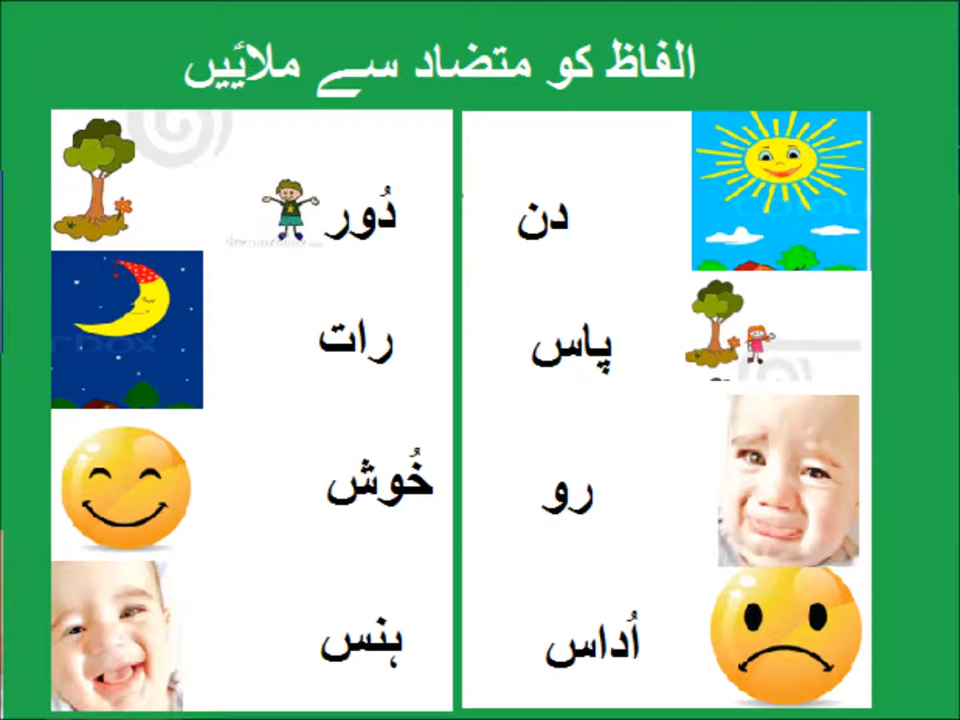 الفاظ کو متضاد سے ملائیں
دن
دُور
پاس
رات
رو
خُوش
اُداس
ہنس